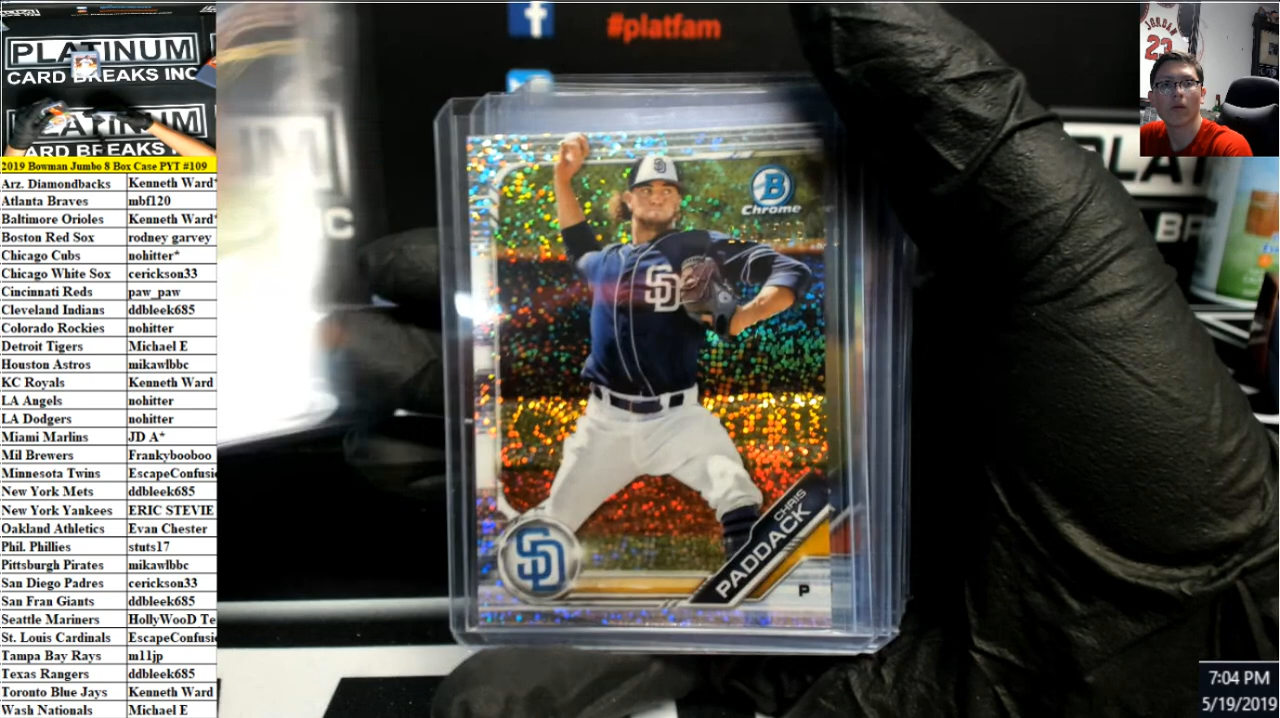 PLATINUM
CARD BREAKS INC
2019 Bowman Jumbo 8 Box Case PYT #109
Arz. Diamondbacks Kenneth Ward*
Atlanta Braves mbf120
Baltimore Orioles Kenneth Ward*
Boston Red Sox rodney garvey
Chicago Cubs nohitter*
Chicago White Sox cerickson33
Cincinnati Reds paw_paw
Cleveland Indians ddbleek685
Colorado Rockies nohitter
Detroit Tigers Michael E
Houston Astros mikawlbbc
KC Royals Kenneth Ward
LA Angels nohitter
LA Dodgers nohitter
Miami Marlins JD A*
Mil Brewers Frankybooboo
Minnesota Twins EscapeConfusi
New York Mets ddbleek685
New York Yankees ERIC STEVIE
Oakland Athletics Evan Chester
Phil. Phillies stuts17
Pittsburgh Pirates mikawlbbc
San Diego Padres cerickson33
San Fran Giants ddbleek685
Seattle Mariners HollyWooD Te
St. Louis Cardinals EscapeConfusi
Tampa Bay Rays m11jp
Texas Rangers ddbleek685
Toronto Blue Jays Kenneth Ward
Wash Nationals Michael E
#platfam
B
Chrome
SD
SD
SD
CHRIS
PADDACK
P
JORDAN
23
7:04 PM
5/19/2019